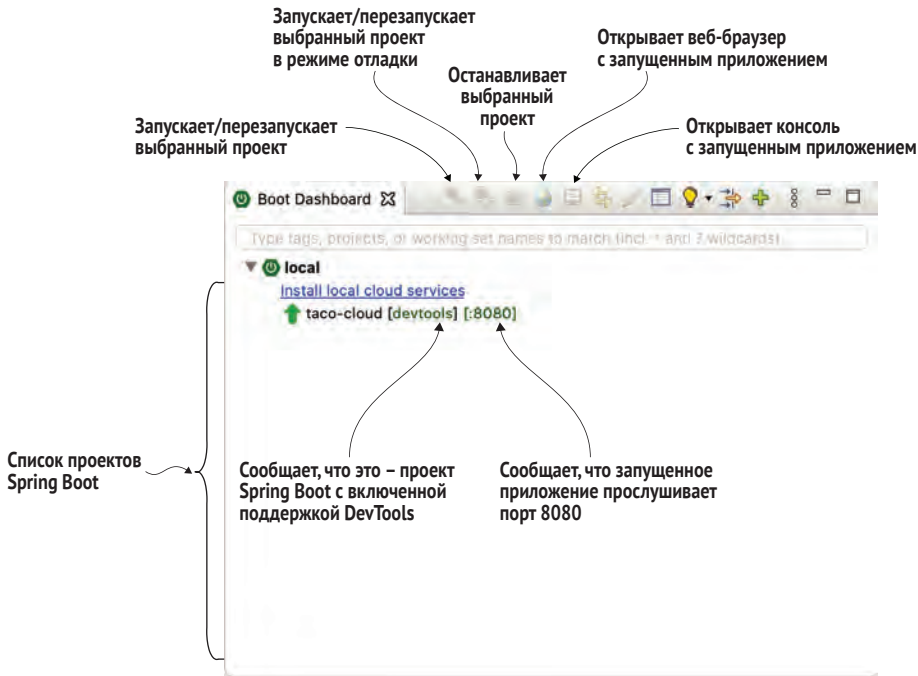 Запускает/перезапускает
выбранный проект
в режиме отладки
Открывает веб-браузер
с запущенным приложением
Останавливает
выбранный
проект
Запускает/перезапускает
выбранный проект
Открывает консоль
с запущенным приложением
Boot Dashboard
Type tags, projects, or working set names to match (incl. * and ? wildcards)
local
Install local cloud services
taco-cloud [devtools] [:8080]
Список проектов
Spring Boot
Сообщает, что это – проект
Spring Boot с включенной
поддержкой DevTools
Сообщает, что запущенное
приложение прослушивает
порт 8080